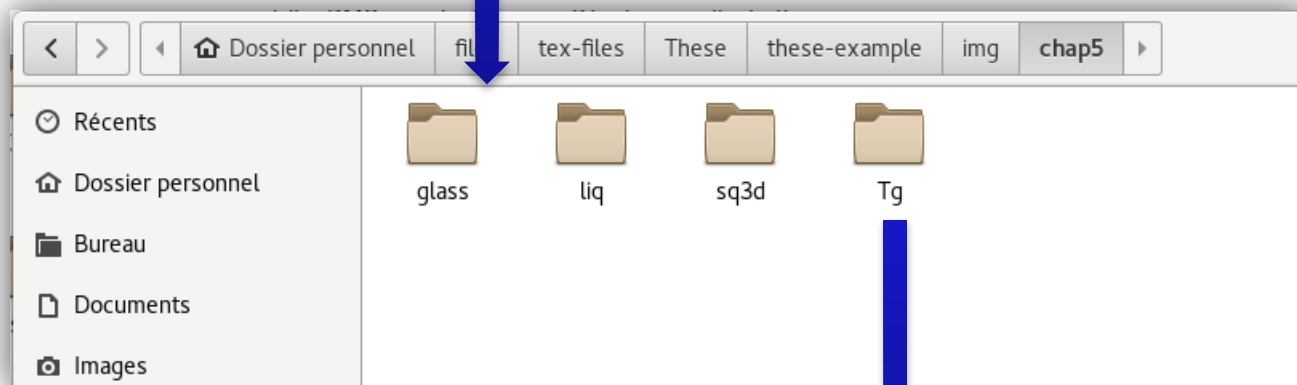 Dossier personnel tex-files These these-example img chap5
Récents
Dossier personnel
Bureau
Documents
Images
glass liq sq3d Tg